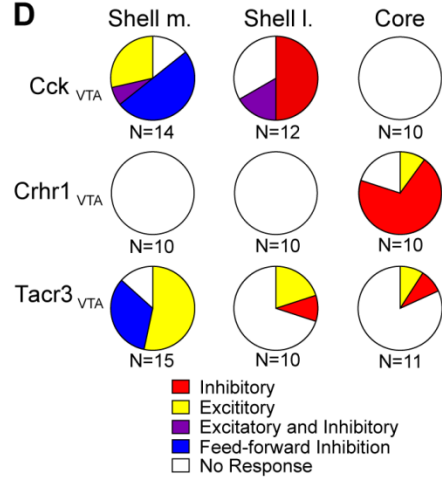 D
Shell m. Shell l. Core
Cck VTA
N=14 N=12 N=10
Crhr1 VTA
N=10 N=10 N=10
Tacr3 VTA
N=15 N=10 N=11
Inhibitory
Excititory
Excitatory and Inhibitory
Feed-forward Inhibition
No Response